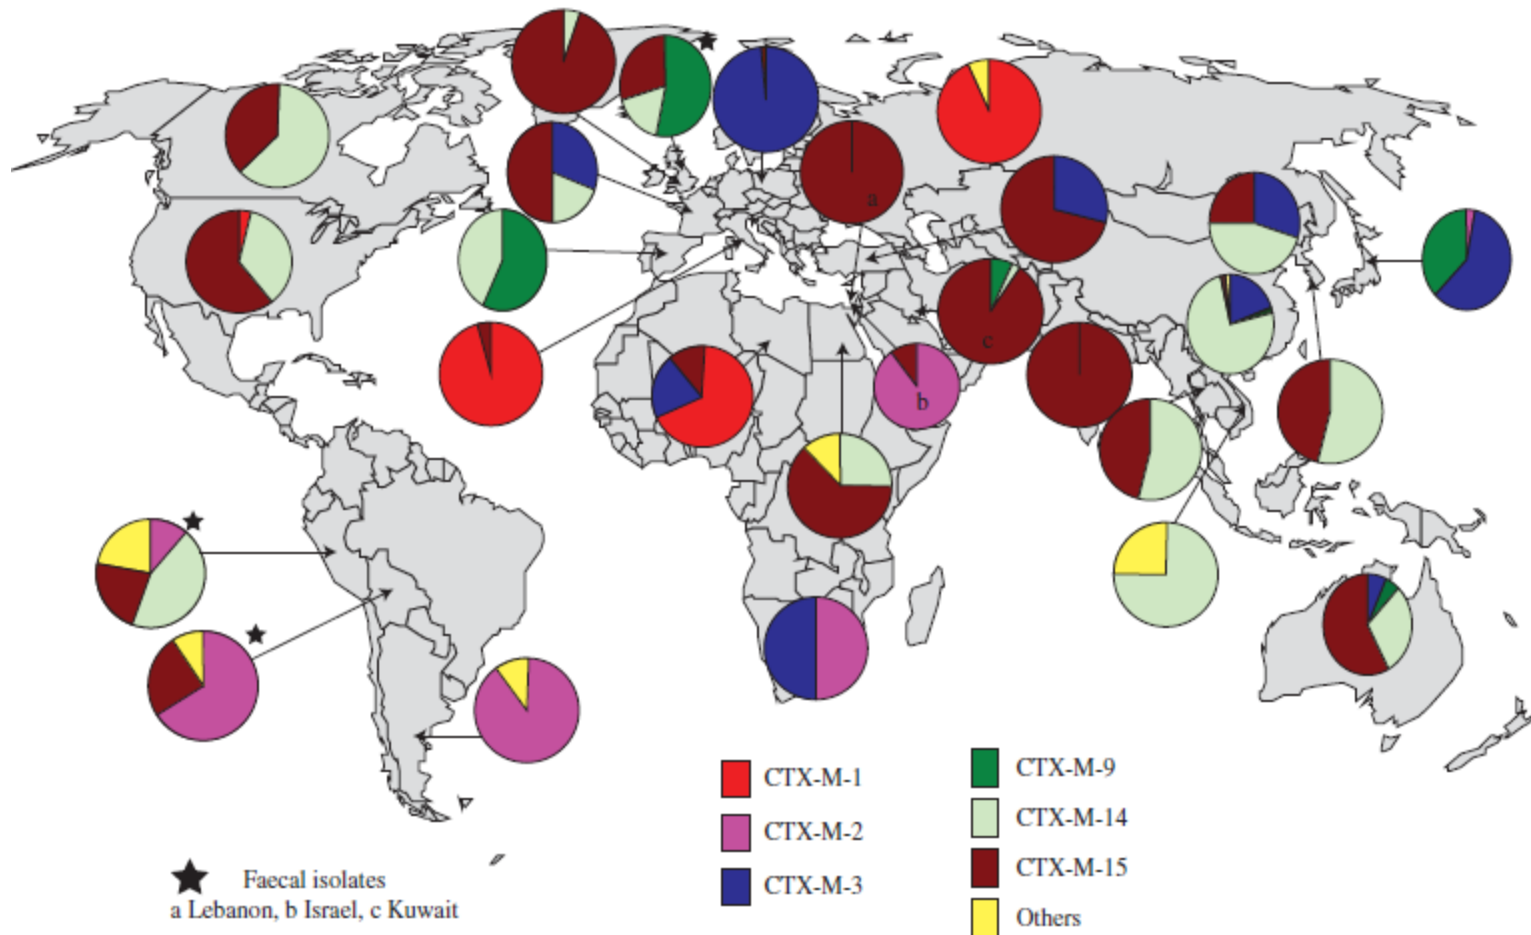 a
c
b
CTX-M-1
CTX-M-2
CTX-M-3
CTX-M-9
CTX-M-14
CTX-M-15
Others
Faecal isolates
a Lebanon, b Israel, c Kuwait